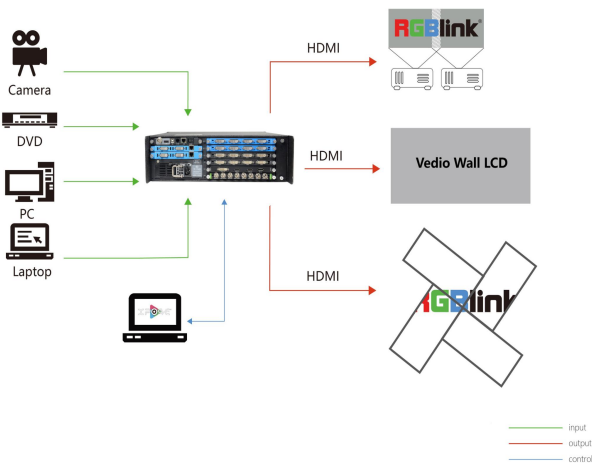 RGBlink
HDMI
Camera
DVD
HDMI
Vedio Wall LCD
PC
Laptop
HDMI
RGBlink
input
output
control